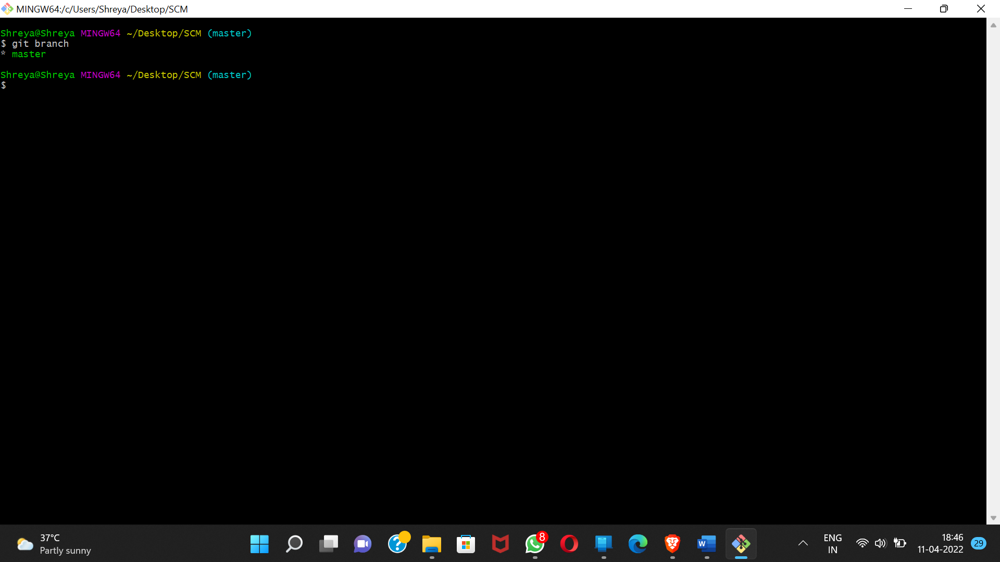 MINGW64:/c/Users/Shreya/Desktop/SCM
Shreya@Shreya MINGW64 ~/Desktop/SCM (master)
$ git branch
* master
Shreya@Shreya MINGW64 ~/Desktop/SCM (master)
$
37°C
Partly sunny
8
W
ENG
IN
18:46
11-04-2022
29